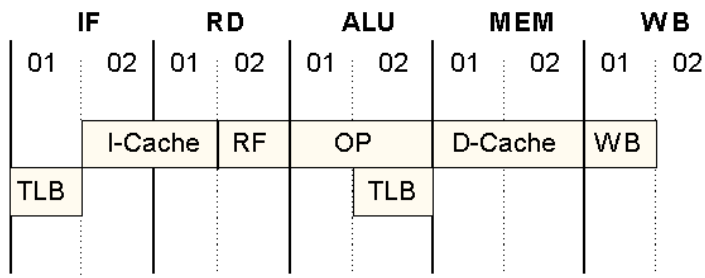 IF RD ALU MEM WB
01 02 01 02 01 02 01 02 01 02
I-Cache RF OP D-Cache WB
TLB TLB